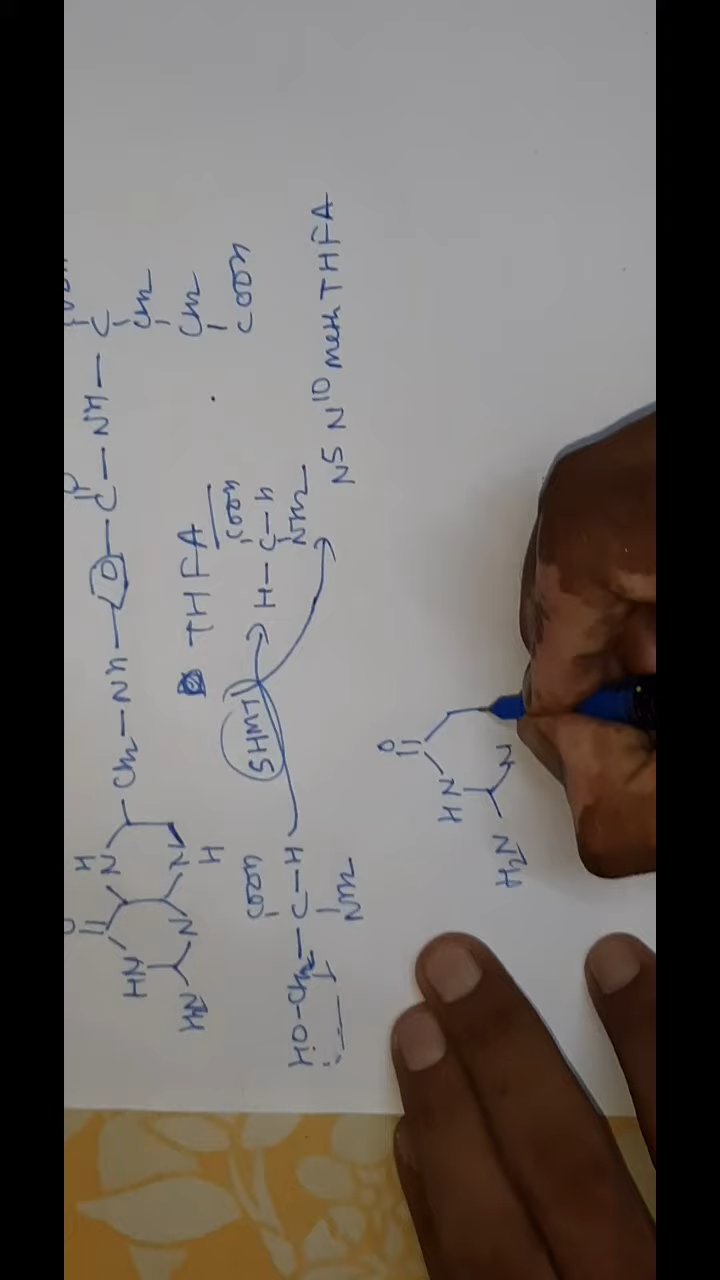 O H COOH
HN N CH2—NH—O—C—NH—C
H2N N N CH2
H CH2
COOH
THFA
COOH COOH
HO-CH2—C—H SHMT H—C—H
NH2 NH2
N5 N10 meth THFA
O
HN
H2N N